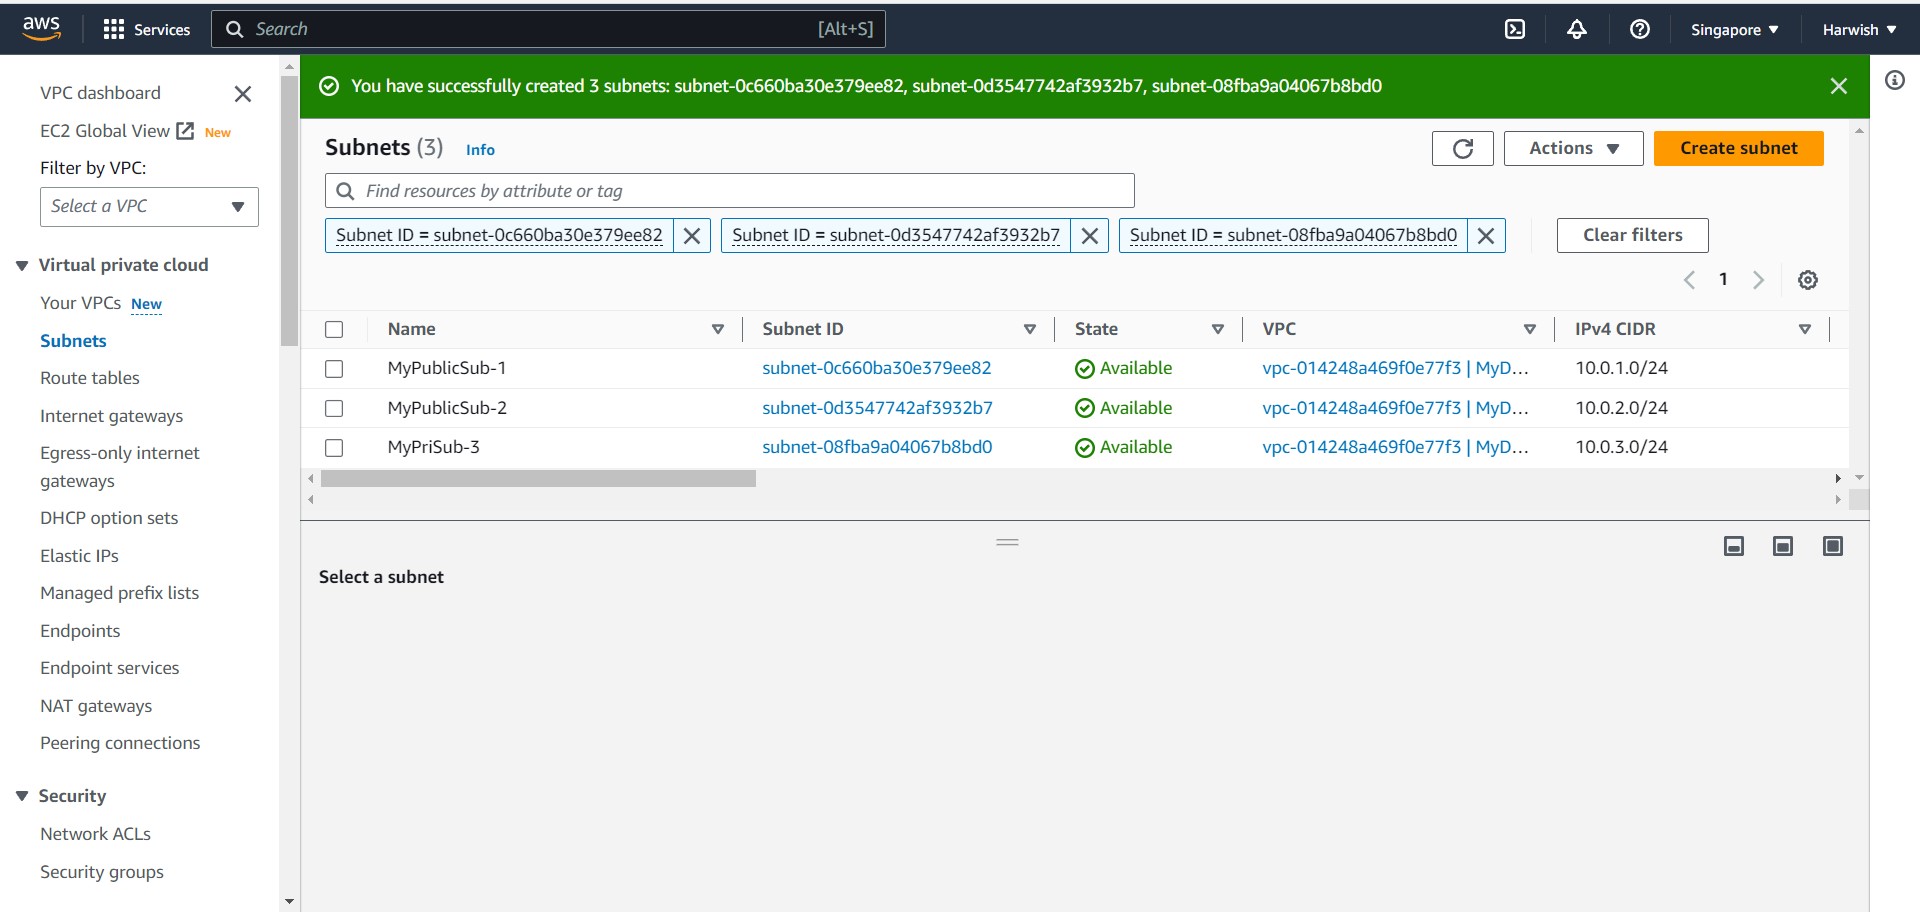 aws
Services
Search
[Alt+S]
Singapore
Harwish
VPC dashboard
EC2 Global View New
Filter by VPC:
Select a VPC
Virtual private cloud
Your VPCs New
Subnets
Route tables
Internet gateways
Egress-only internet
gateways
DHCP option sets
Elastic IPs
Managed prefix lists
Endpoints
Endpoint services
NAT gateways
Peering connections
Security
Network ACLs
Security groups
You have successfully created 3 subnets: subnet-0c660ba30e379ee82, subnet-0d3547742af3932b7, subnet-08fba9a04067b8bd0
Subnets (3) Info
Actions
Create subnet
Find resources by attribute or tag
Subnet ID = subnet-0c660ba30e379ee82
Subnet ID = subnet-0d3547742af3932b7
Subnet ID = subnet-08fba9a04067b8bd0
Clear filters
1
Name Subnet ID State VPC IPv4 CIDR
MyPublicSub-1 subnet-0c660ba30e379ee82 Available vpc-014248a469f0e77f3 | MyD... 10.0.1.0/24
MyPublicSub-2 subnet-0d3547742af3932b7 Available vpc-014248a469f0e77f3 | MyD... 10.0.2.0/24
MyPriSub-3 subnet-08fba9a04067b8bd0 Available vpc-014248a469f0e77f3 | MyD... 10.0.3.0/24
Select a subnet